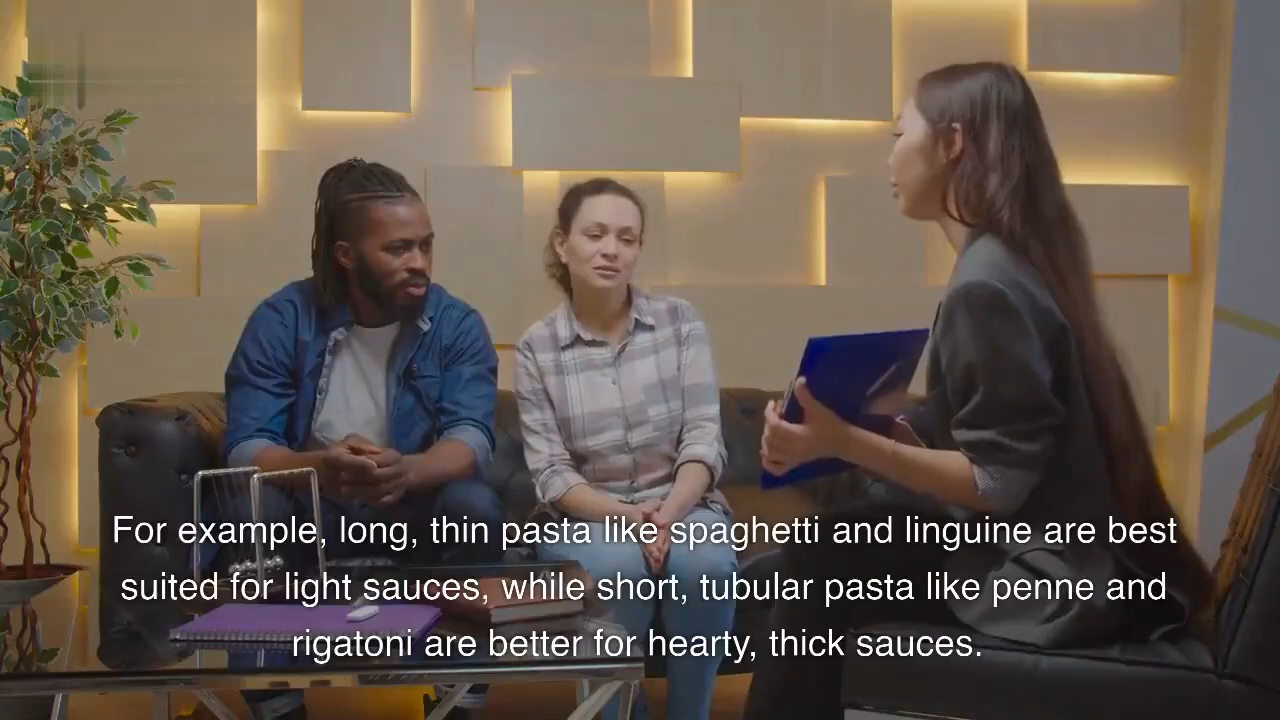 For example, long, thin pasta like spaghetti and linguine are best
suited for light sauces, while short, tubular pasta like penne and
rigatoni are better for hearty, thick sauces.